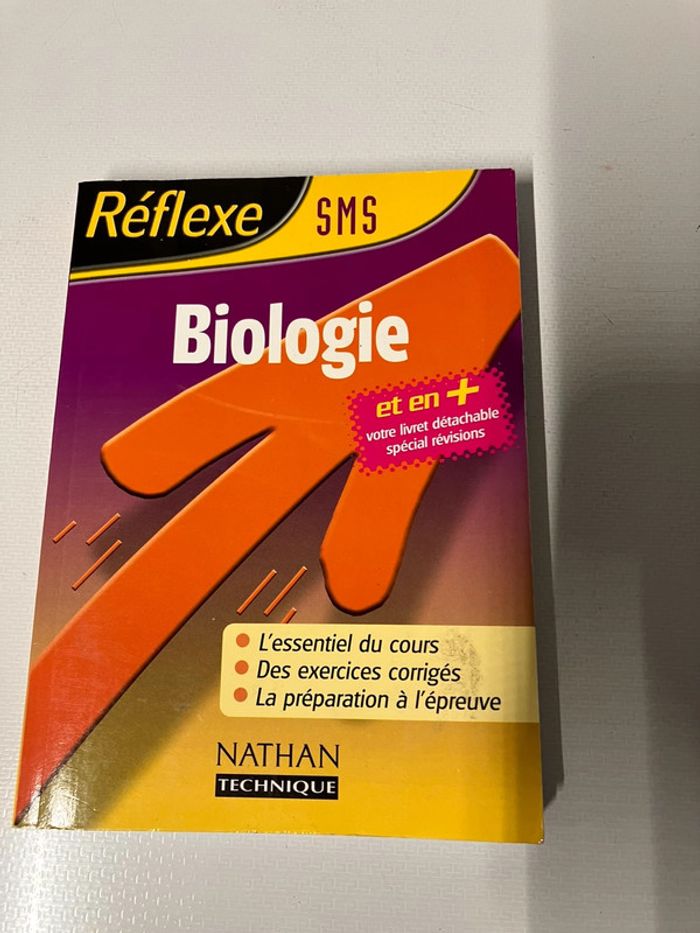 Réflexe SMS
Biologie
et en +
votre livret détachable
spécial révisions
L'essentiel du cours
Des exercices corrigés
La préparation à l'épreuve
NATHAN
TECHNIQUE